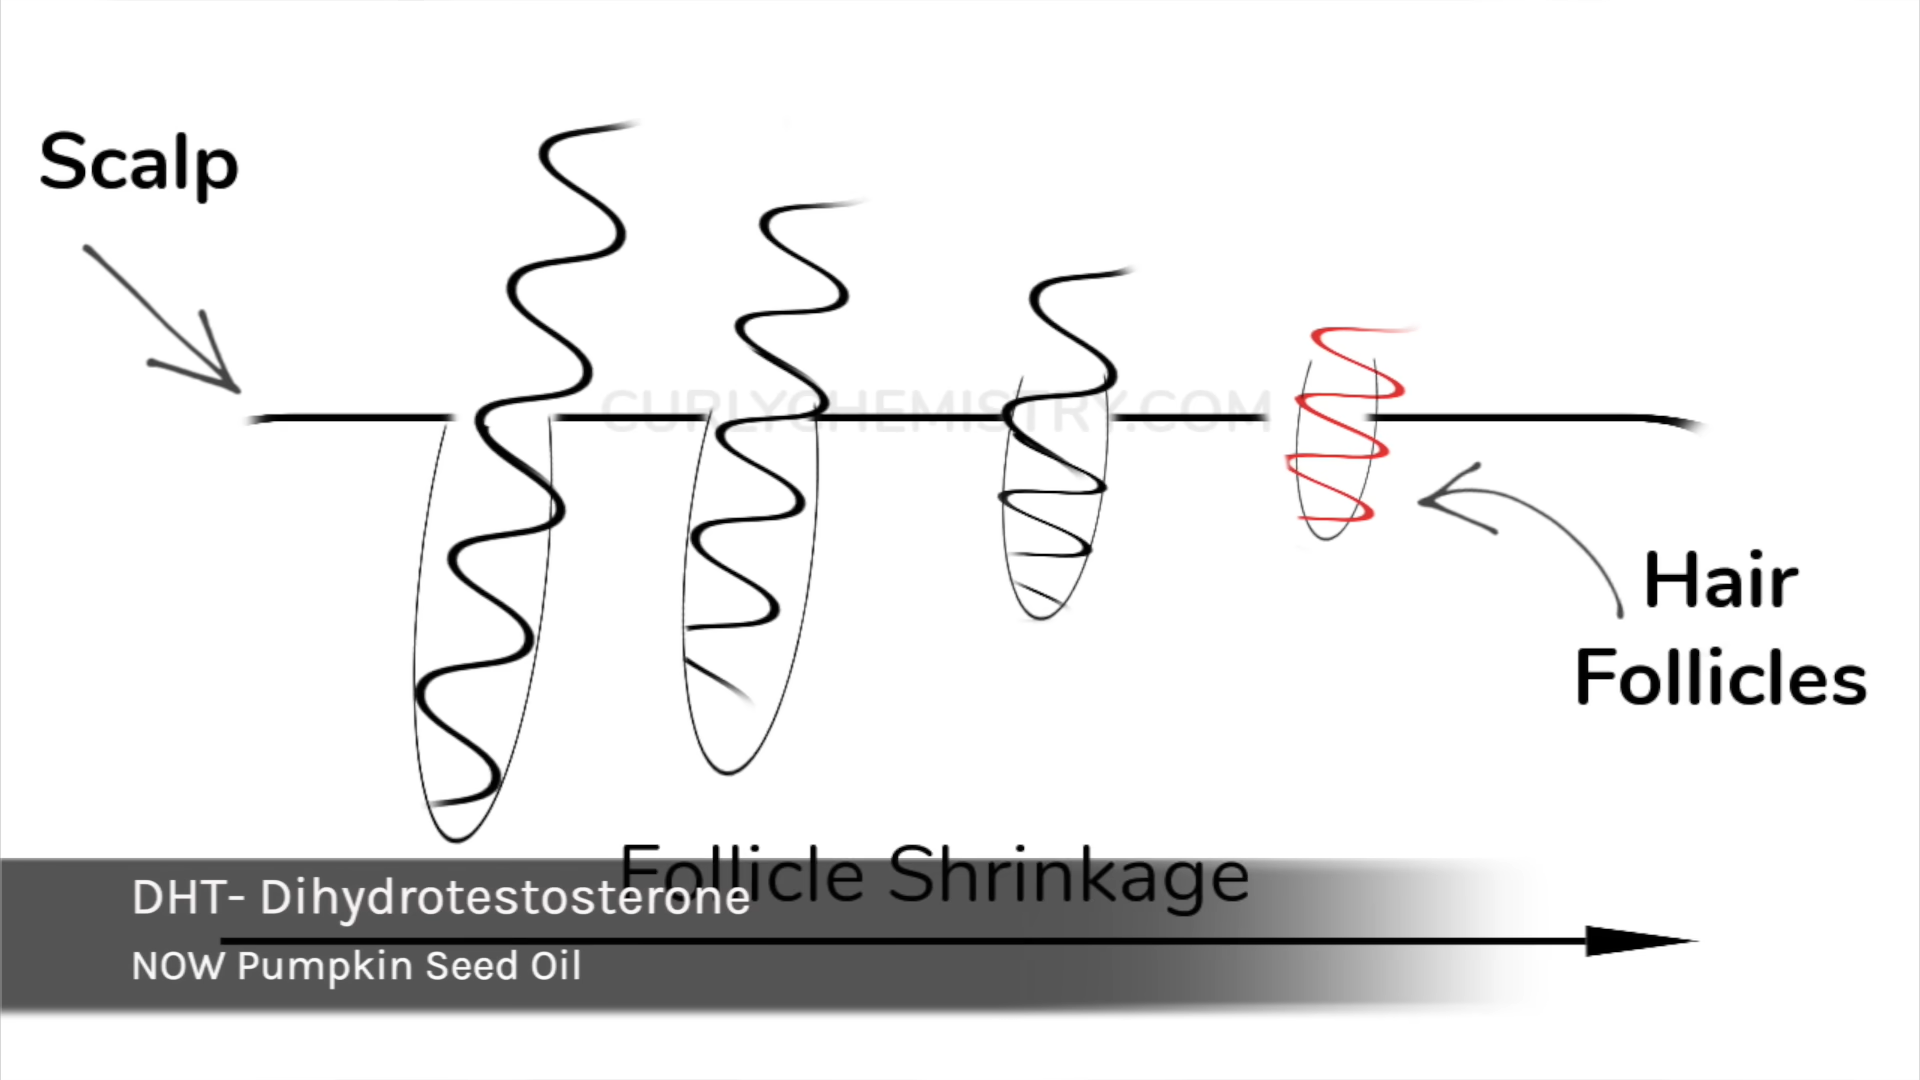 Scalp
CURLYCHEMISTRY.COM
Hair
Follicles
Follicle Shrinkage
DHT- Dihydrotestosterone
NOW Pumpkin Seed Oil